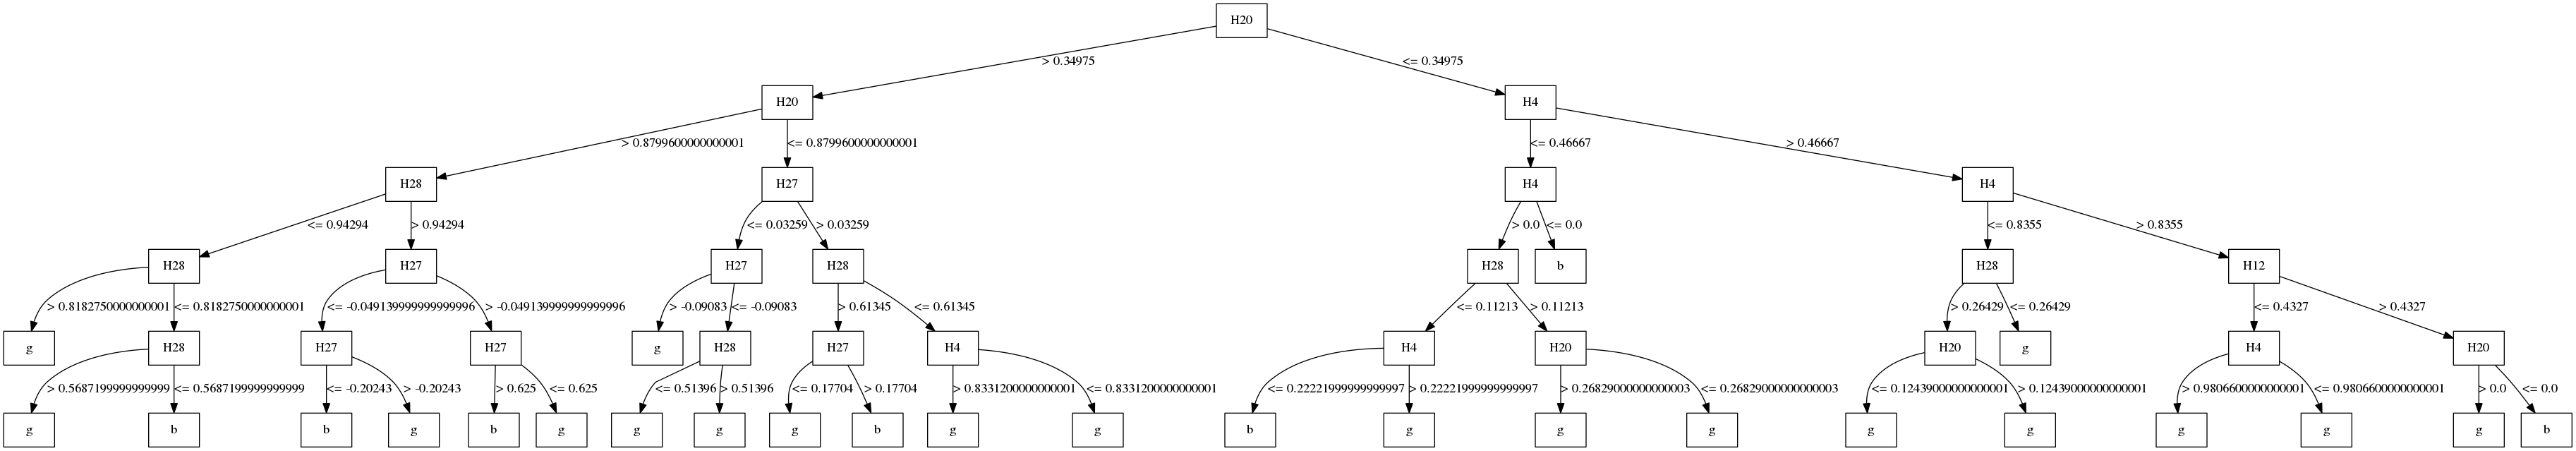 H20
> 0.34975
<= 0.34975
H20
H4
> 0.8799600000000001
<= 0.8799600000000001
<= 0.46667
> 0.46667
H28
H27
H4
H4
<= 0.94294
> 0.94294
<= 0.03259
> 0.03259
> 0.0
<= 0.0
<= 0.8355
> 0.8355
H28
H27
H27
H28
H28
b
H28
H12
> 0.8182750000000001
<= 0.8182750000000001
<= -0.049139999999999996
> -0.049139999999999996
> -0.09083
<= -0.09083
> 0.61345
<= 0.61345
<= 0.11213
> 0.11213
> 0.26429
<= 0.26429
<= 0.4327
> 0.4327
g
H28
H27
H27
g
H28
H27
H4
H4
H20
H20
g
H4
H20
> 0.5687199999999999
<= 0.5687199999999999
<= -0.20243
> -0.20243
> 0.625
<= 0.625
<= 0.51396
> 0.51396
<= 0.17704
> 0.17704
> 0.8331200000000001
<= 0.8331200000000001
<= 0.22221999999999997
> 0.22221999999999997
> 0.26829000000000003
<= 0.26829000000000003
<= 0.12439000000000001
> 0.12439000000000001
> 0.9806600000000001
<= 0.9806600000000001
> 0.0
<= 0.0
g
b
b
g
b
g
g
g
g
b
g
g
b
g
g
g
g
g
g
g
g
b